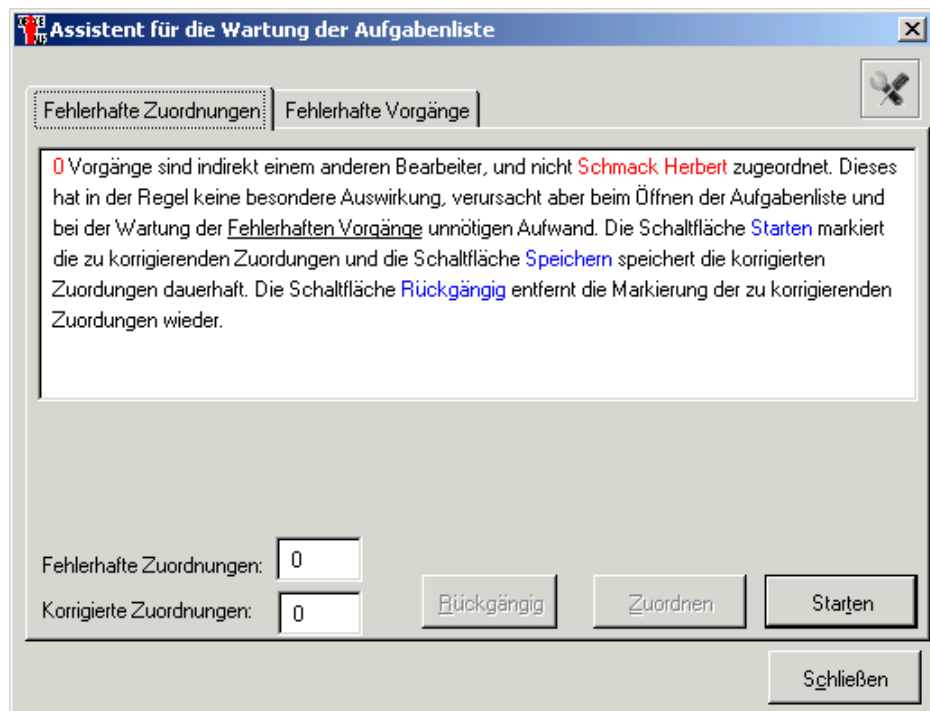 Assistent für die Wartung der Aufgabenliste
Fehlerhafte Zuordnungen
Fehlerhafte Vorgänge
0 Vorgänge sind indirekt einem anderen Bearbeiter, und nicht Schmack Herbert zugeordnet. Dieses
hat in der Regel keine besondere Auswirkung, verursacht aber beim Öffnen der Aufgabenliste und
bei der Wartung der Fehlerhaften Vorgänge unnötigen Aufwand. Die Schaltfläche Starten markiert
die zu korrigierenden Zuordungen und die Schaltfläche Speichern speichert die korrigierten
Zuordungen dauerhaft. Die Schaltfläche Rückgängig entfernt die Markierung der zu korrigierenden
Zuordungen wieder.
Fehlerhafte Zuordnungen: 0
Korrigierte Zuordnungen: 0
Rückgängig
Zuordnen
Starten
Schließen